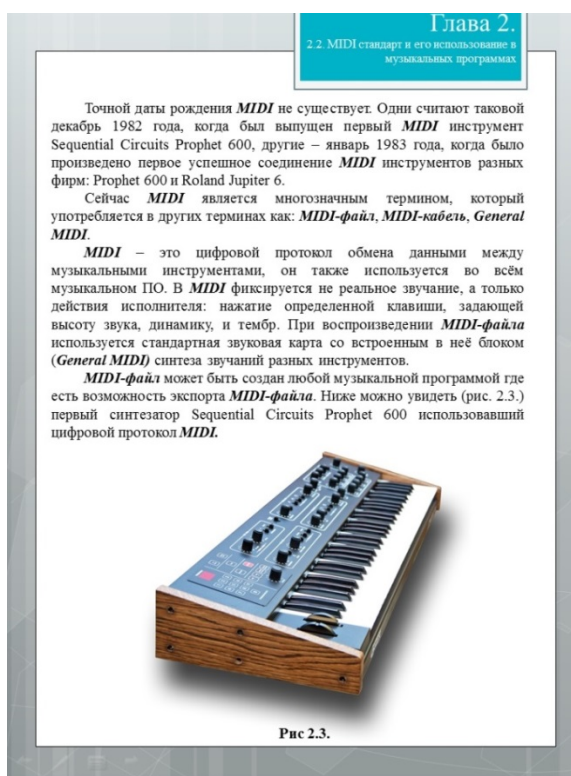 Глава 2.
2.2. MIDI стандарт и его использование в
музыкальных программах
Точной даты рождения MIDI не существует. Одни считают таковой
декабрь 1982 года, когда был выпущен первый MIDI инструмент
Sequential Circuits Prophet 600, другие – январь 1983 года, когда было
произведено первое успешное соединение MIDI инструментов разных
фирм: Prophet 600 и Roland Jupiter 6.
Сейчас MIDI является многозначным термином, который
употребляется в других терминах как: MIDI-файл, MIDI-кабель, General
MIDI.
MIDI – это цифровой протокол обмена данными между
музыкальными инструментами, он также используется во всём
музыкальном ПО. В MIDI фиксируется не реальное звучание, а только
действия исполнителя: нажатие определенной клавиши, задающей
высоту звука, динамику, и тембр. При воспроизведении MIDI-файла
используется стандартная звуковая карта со встроенным в неё блоком
(General MIDI) синтеза звучаний разных инструментов.
MIDI-файл может быть создан любой музыкальной программой где
есть возможность экспорта MIDI-файла. Ниже можно увидеть (рис. 2.3.)
первый синтезатор Sequential Circuits Prophet 600 использовавший
цифровой протокол MIDI.
Рис 2.3.